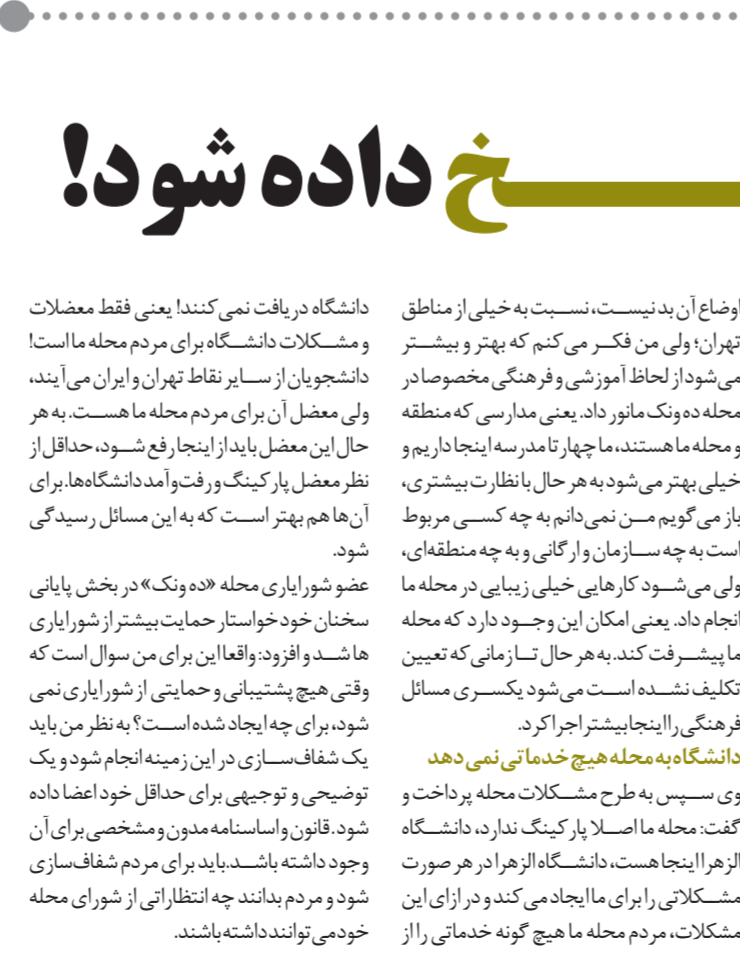 ـخ داده شود!
اوضاع آن بد نیست، نسبت به خیلی از مناطق
تهران؛ ولی من فکر می‌کنم که بهتر و بیشتر
می‌شود از لحاظ آموزشی و فرهنگی مخصوصا در
محله ده ونک مانور داد. یعنی مدارسی که منطقه
و محله ما هستند، ما چهار تا مدرسه اینجا داریم و
خیلی بهتر می‌شود به هر حال با نظارت بیشتری،
باز می‌گویم من نمی‌دانم به چه کسی مربوط
است به چه سازمان و ارگانی و به چه منطقه‌ای،
ولی می‌شود کارهایی خیلی زیبایی در محله ما
انجام داد. یعنی امکان این وجود دارد که محله
ما پیشرفت کند. به هر حال تا زمانی که تعیین
تکلیف نشده است می‌شود یکسری مسائل
فرهنگی را اینجا بیشتر اجرا کرد.
دانشگاه به محله هیچ خدماتی نمی دهد
وی سپس به طرح مشکلات محله پرداخت و
گفت: محله ما اصلا پارکینگ ندارد، دانشگاه
الزهرا اینجا هست، دانشگاه الزهرا در هر صورت
مشکلاتی را برای ما ایجاد می کند و در ازای این
مشکلات، مردم محله ما هیچ گونه خدماتی را از
دانشگاه دریافت نمی کنند! یعنی فقط معضلات
و مشکلات دانشگاه برای مردم محله ما است!
دانشجویان از سایر نقاط تهران و ایران می‌آیند،
ولی معضل آن برای مردم محله ما هست. به هر
حال این معضل باید از اینجا رفع شود، حداقل از
نظر معضل پارکینگ و رفت‌و‌آمد دانشگاه‌ها. برای
آن‌ها هم بهتر است که به این مسائل رسیدگی
شود.
عضو شورایاری محله «ده ونک» در بخش پایانی
سخنان خود خواستار حمایت بیشتر از شورایاری
ها شد و افزود: واقعا این برای من سوال است که
وقتی هیچ پشتیبانی و حمایتی از شورایاری نمی
شود، برای چه ایجاد شده است؟ به نظر من باید
یک شفاف‌سازی در این زمینه انجام شود و یک
توضیحی و توجیهی برای حداقل خود اعضا داده
شود. قانون و اساسنامه مدون و مشخصی برای آن
وجود داشته باشد. باید برای مردم شفاف‌سازی
شود و مردم بدانند چه انتظاراتی از شورای محله
خود می توانند داشته باشند.